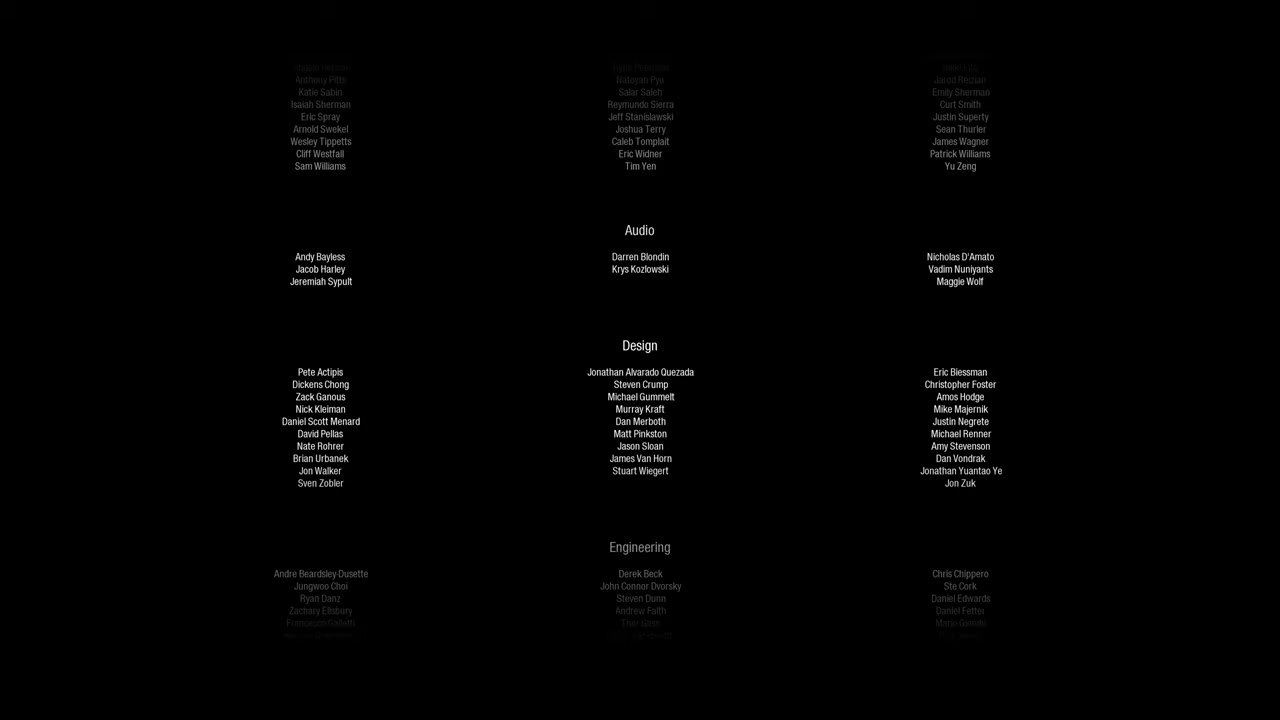 Anthony Pitts
Natoyah Pyo
Jarod Reuzian
Katie Sabin
Salar Saleh
Emily Sherman
Isaiah Sherman
Reymundo Sierra
Curt Smith
Eric Spray
Jeff Stanislawski
Justin Superty
Arnold Swekel
Joshua Terry
Sean Thurler
Wesley Tippetts
Caleb Tomplait
James Wagner
Cliff Westfall
Eric Widner
Patrick Williams
Sam Williams
Tim Yen
Yu Zeng
Audio
Andy Bayless
Darren Blondin
Nicholas D'Amato
Jacob Harley
Krys Kozlowski
Vadim Nuniyants
Jeremiah Sypult
Maggie Wolf
Design
Pete Actipis
Jonathan Alvarado Quezada
Eric Biessman
Dickens Chong
Steven Crump
Christopher Foster
Zack Ganous
Michael Gummelt
Amos Hodge
Nick Kleiman
Murray Kraft
Mike Majernik
Daniel Scott Menard
Dan Merboth
Justin Negrete
David Pellas
Matt Pinkston
Michael Renner
Nate Rohrer
Jason Sloan
Amy Stevenson
Brian Urbanek
James Van Horn
Dan Vondrak
Jon Walker
Stuart Wiegert
Jonathan Yuantao Ye
Sven Zobler
Jon Zuk
Engineering
Andre Beardsley-Dusette
Derek Beck
Chris Chippero
Jungwoo Choi
John Connor Dvorsky
Ste Cork
Ryan Danz
Steven Dunn
Daniel Edwards
Zachary Ellsbury
Andrew Faith
Daniel Fetter
Francesco Galletti